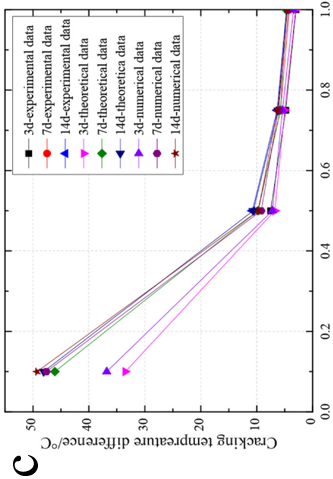 C
3d-experimental data
7d-experimental data
14d-experimental data
3d-theoretical data
7d-theoretical data
14d-theoretica data
3d-numerical data
7d-numerical data
14d-numerical data
Cracking tempreature difference/°C
50
40
30
20
10
0
0.0
0.2
0.4
0.6
0.8
1.0